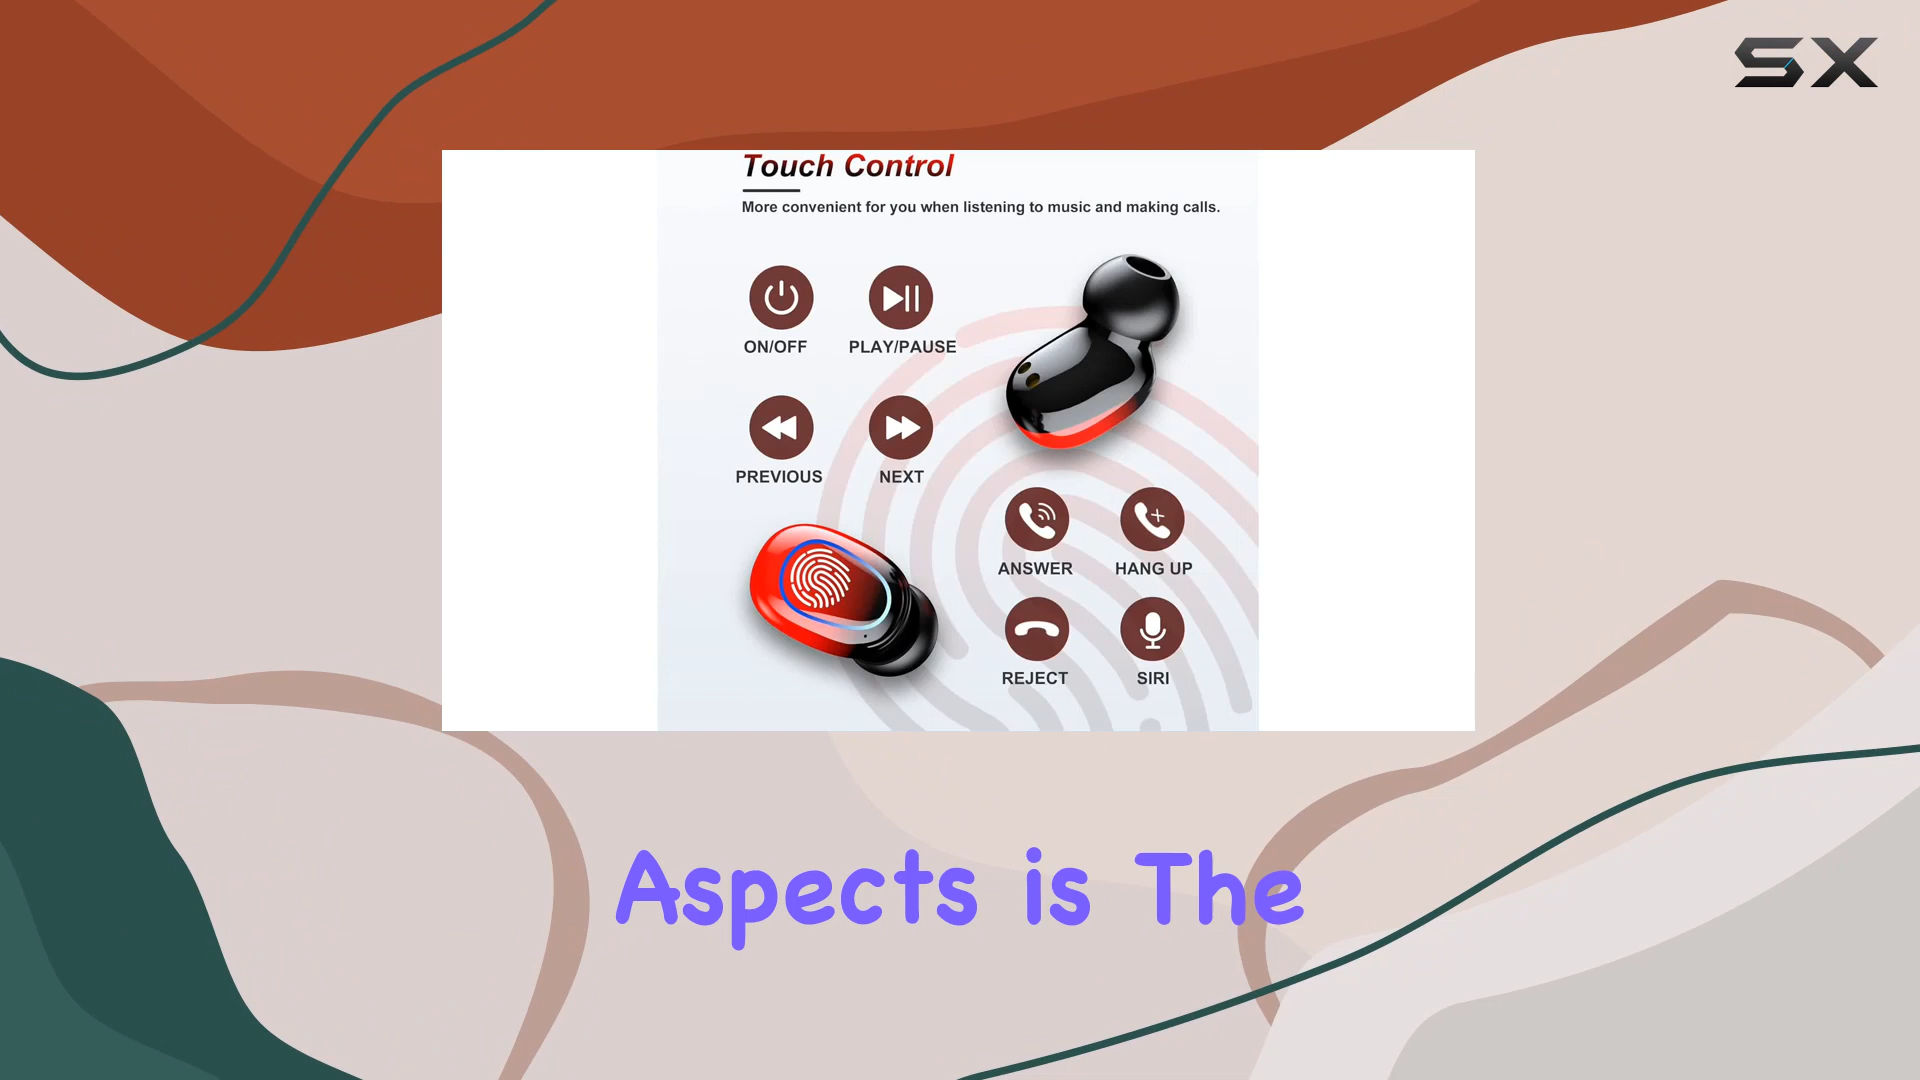 SX
Touch Control
More convenient for you when listening to music and making calls.
ON/OFF
PLAY/PAUSE
PREVIOUS
NEXT
ANSWER
HANG UP
REJECT
SIRI
Aspects is The